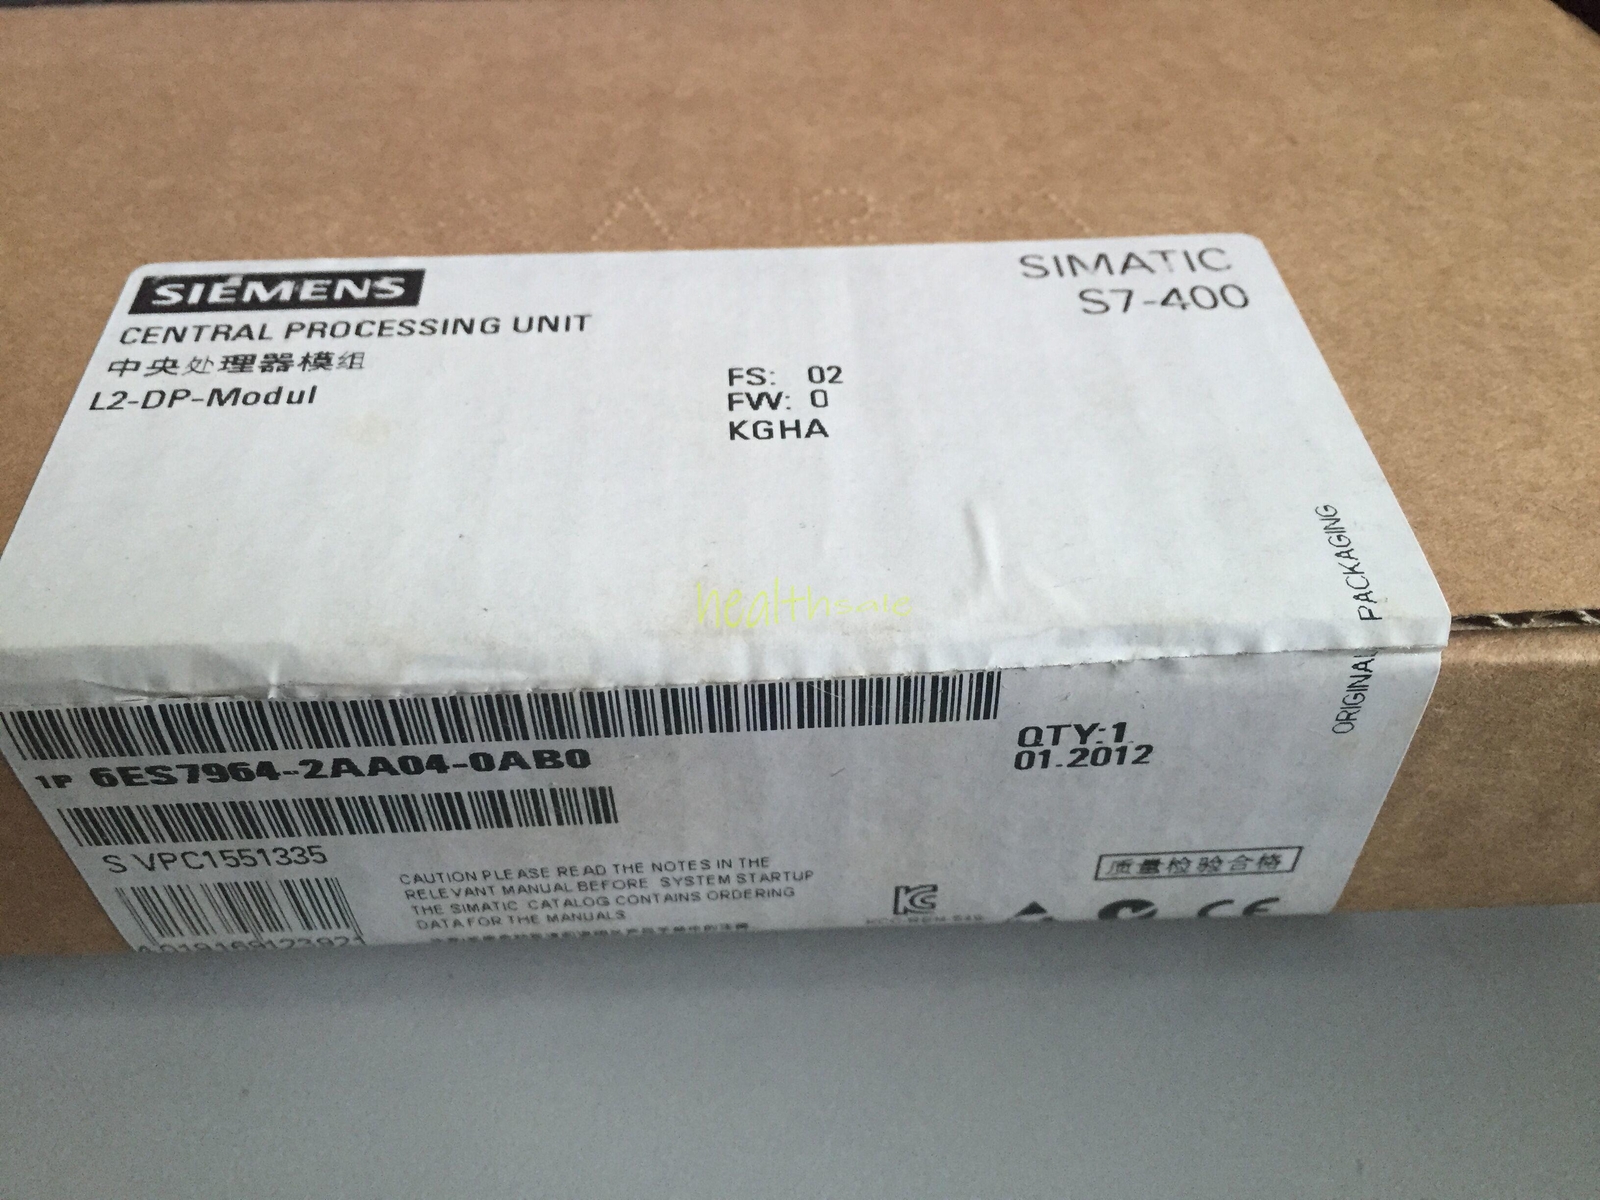 SIEMENS
SIMATIC
S7-400
CENTRAL PROCESSING UNIT
中央处理器模组
L2-DP-Modul
FS: 02
FW: 0
KGHA
healthsale
ORIGINAL PACKAGING
1P 6ES7964-2AA04-0AB0
QTY:1
01.2012
S VPC1551335
CAUTION PLEASE READ THE NOTES IN THE
RELEVANT MANUAL BEFORE SYSTEM STARTUP
THE SIMATIC CATALOG CONTAINS ORDERING
DATA FOR THE MANUALS
质量检验合格
CE